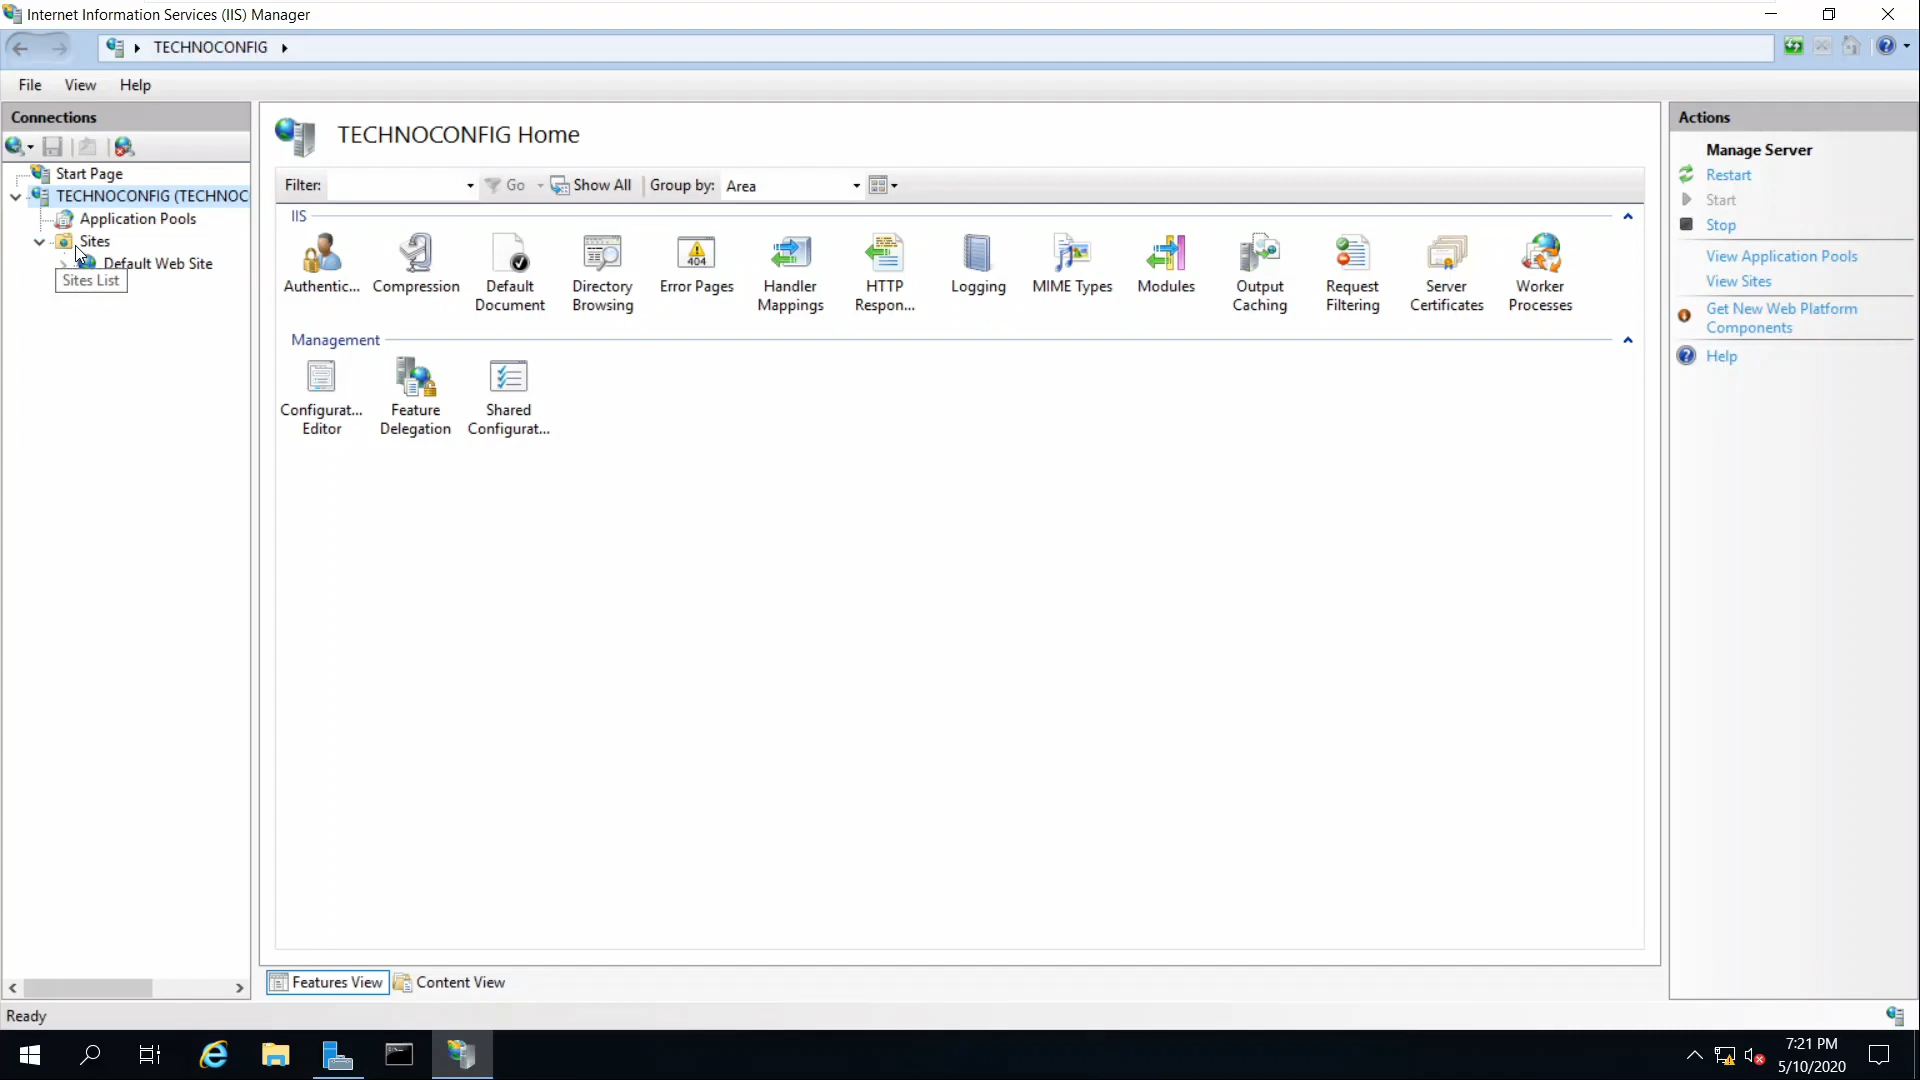 Internet Information Services (IIS) Manager
TECHNOCONFIG
File View Help
Connections
Start Page
TECHNOCONFIG (TECHNOC
Application Pools
Sites
Default Web Site
Sites List
TECHNOCONFIG Home
Filter: Go Show All Group by: Area
IIS
Authentic...
Compression
Default
Document
Directory
Browsing
Error Pages
Handler
Mappings
HTTP
Respon...
Logging
MIME Types
Modules
Output
Caching
Request
Filtering
Server
Certificates
Worker
Processes
Management
Configurat...
Editor
Feature
Delegation
Shared
Configurat...
Features View Content View
Actions
Manage Server
Restart
Start
Stop
View Application Pools
View Sites
Get New Web Platform
Components
Help
Ready
7:21 PM
5/10/2020